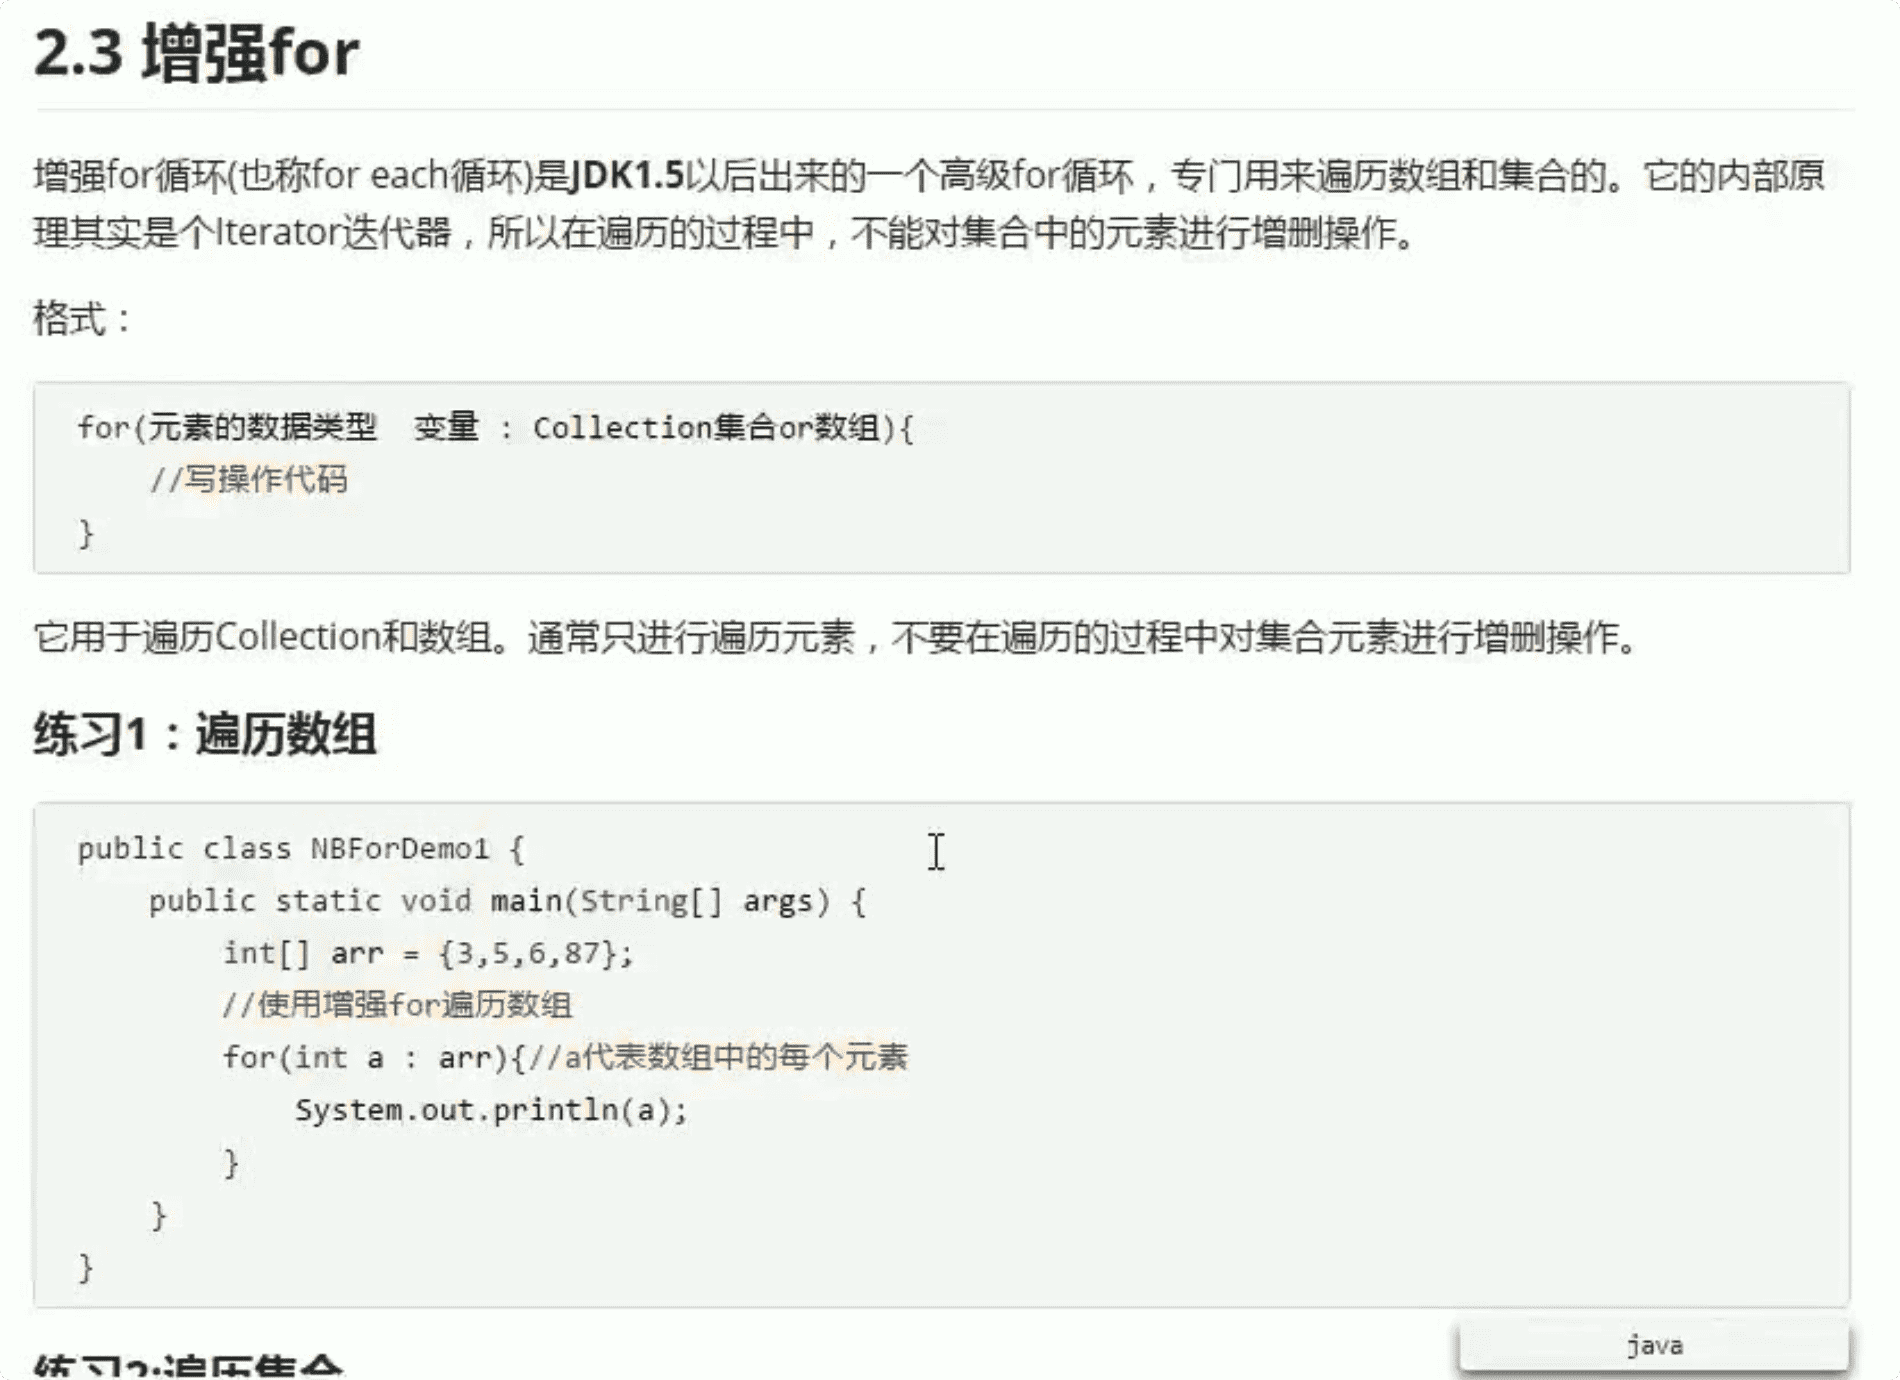 2.3 增强for
增强for循环(也称for each循环)是JDK1.5以后出来的一个高级for循环，专门用来遍历数组和集合的。它的内部原
理其实是个Iterator迭代器，所以在遍历的过程中，不能对集合中的元素进行增删操作。
格式：
for(元素的数据类型  变量 : Collection集合or数组){
    //写操作代码
}
它用于遍历Collection和数组。通常只进行遍历元素，不要在遍历的过程中对集合元素进行增删操作。
练习1：遍历数组
public class NBForDemo1 {
    public static void main(String[] args) {
        int[] arr = {3,5,6,87};
        //使用增强for遍历数组
        for(int a : arr){//a代表数组中的每个元素
            System.out.println(a);
        }
    }
}
java
练习2:遍历集合